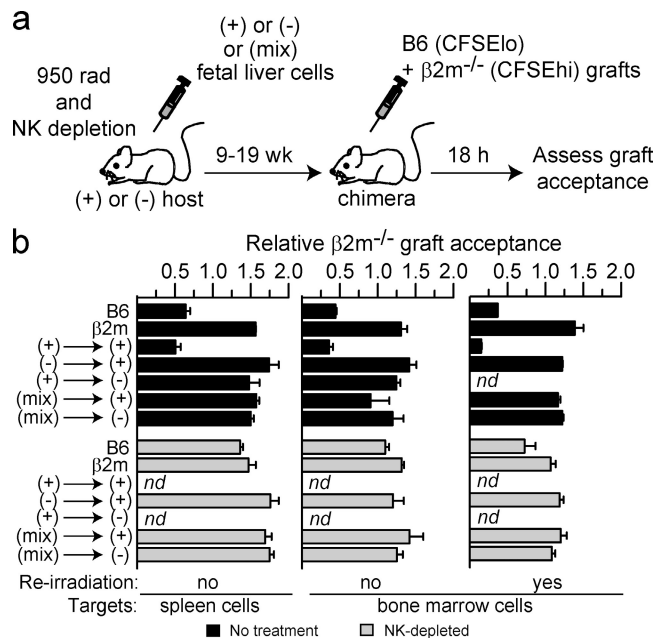 a
(+) or (-)
or (mix)
fetal liver cells
B6 (CFSElo)
+ β2m-/- (CFSEhi) grafts
950 rad
and
NK depletion
9-19 wk
18 h
Assess graft
acceptance
(+) or (-) host
chimera
b
Relative β2m-/- graft acceptance
0.5 1.0 1.5 2.0 0.5 1.0 1.5 2.0 0.5 1.0 1.5 2.0
B6
β2m
(+) → (+)
(-) → (+)
(+) → (-) nd
(mix) → (+)
(mix) → (-)
B6
β2m
(+) → (+) nd nd nd
(-) → (+)
(+) → (-) nd nd nd
(mix) → (+)
(mix) → (-)
Re-irradiation: no no yes
Targets: spleen cells bone marrow cells
No treatment NK-depleted